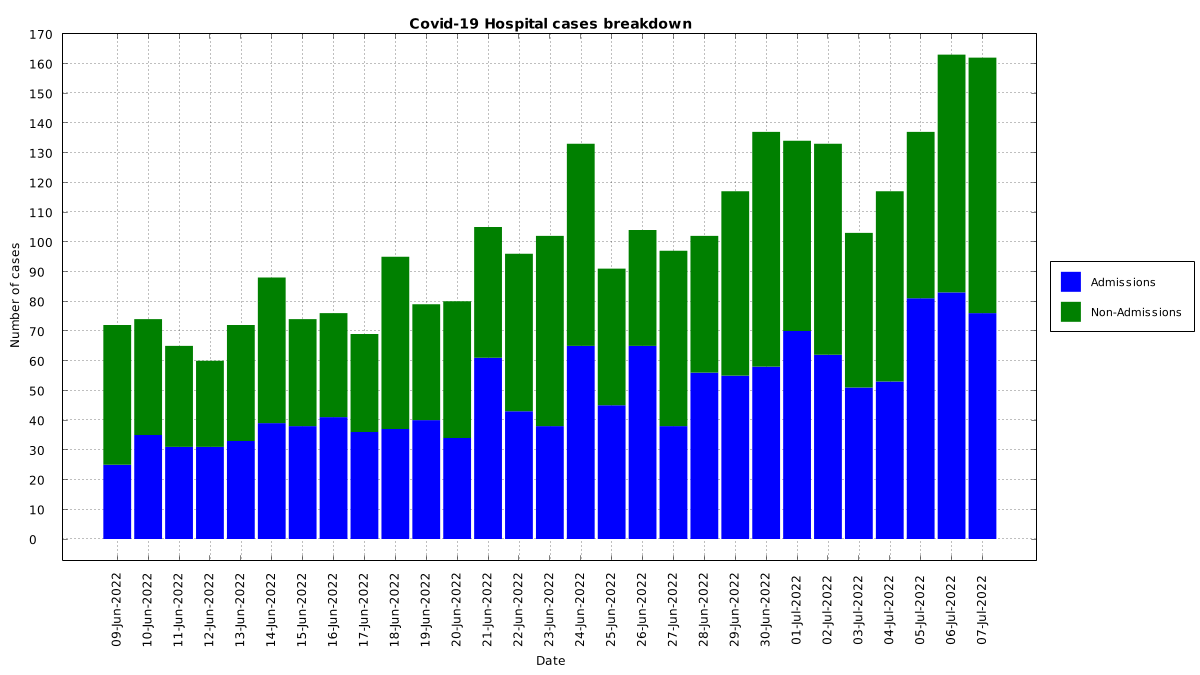 Covid-19 Hospital cases breakdown
170
160
150
140
130
120
110
100
90
80
70
60
50
40
30
20
10
0
Number of cases
09-Jun-2022
10-Jun-2022
11-Jun-2022
12-Jun-2022
13-Jun-2022
14-Jun-2022
15-Jun-2022
16-Jun-2022
17-Jun-2022
18-Jun-2022
19-Jun-2022
20-Jun-2022
21-Jun-2022
22-Jun-2022
23-Jun-2022
24-Jun-2022
25-Jun-2022
26-Jun-2022
27-Jun-2022
28-Jun-2022
29-Jun-2022
30-Jun-2022
01-Jul-2022
02-Jul-2022
03-Jul-2022
04-Jul-2022
05-Jul-2022
06-Jul-2022
07-Jul-2022
Date
Admissions
Non-Admissions